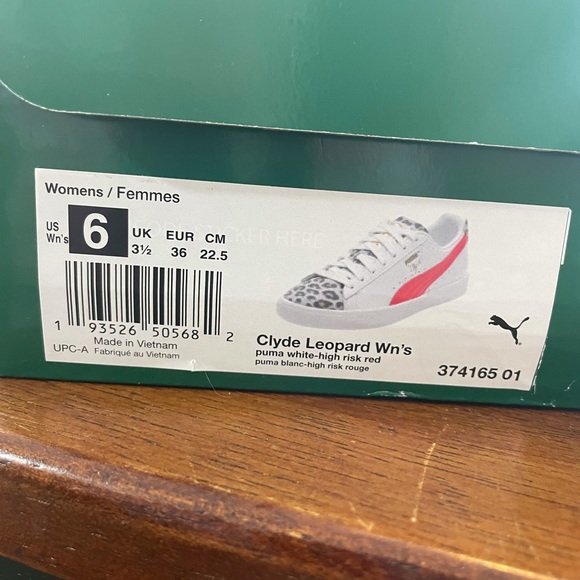 Womens / Femmes
US Wn's 6
UK EUR CM
3½ 36 22.5
1 93526 50568 2
UPC-A Made in Vietnam
Fabriqué au Vietnam
Clyde Leopard Wn's
puma white-high risk red
puma blanc-high risk rouge
374165 01